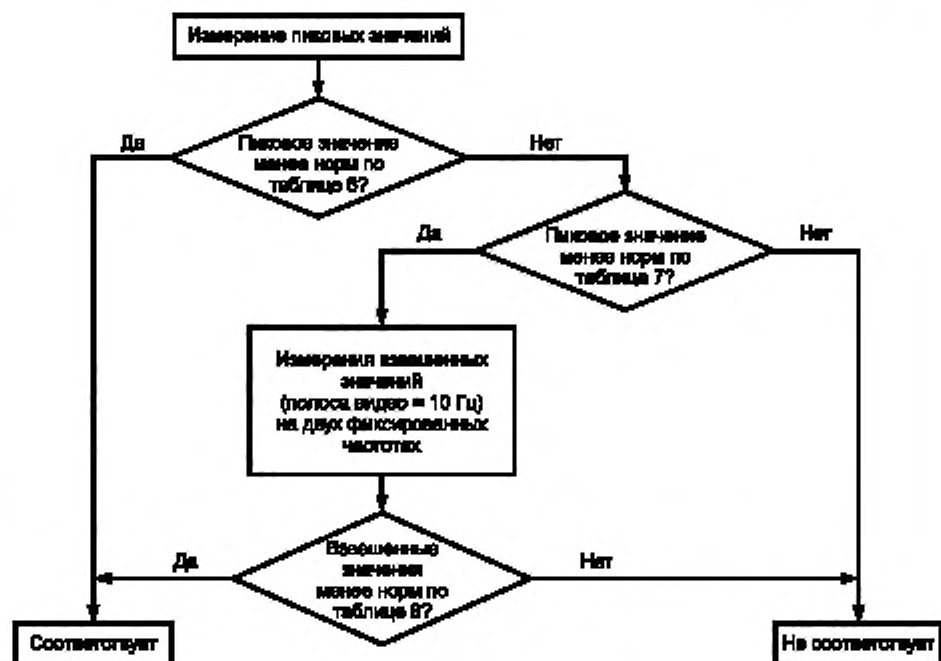 Измерение пиковых значений
Да
Пиковое значение
менее норм по
таблице 6?
Нет
Да
Пиковое значение
менее норм по
таблице 7?
Нет
Измерения взвешенных
значений
(полоса видео = 10 Гц)
на двух фиксированных
частотах
Да
Взвешенные
значения
менее норм по
таблице 8?
Нет
Соответствует
Не соответствует